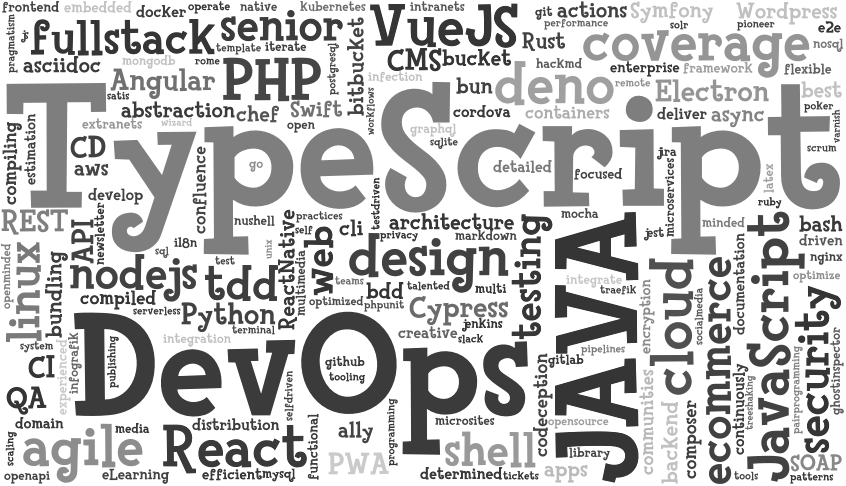 frontend
embedded
docker
operate
native
Kubernetes
intranets
git
actions
Symfony
Wordpress
pragmatism
jr
fullstack
senior
template
iterate
postgresql
bitbucket
VueJS
CMS
bucket
performance
Rust
hackmd
solr
pioneer
coverage
e2e
nosql
asciidoc
mongodb
rome
Angular
PHP
infection
workflows
bun
deno
enterprise
framework
flexible
remote
Electron
best
satis
abstraction
chef
Swift
open
cordova
containers
deliver
async
poker
varnish
extranets
wizard
graphql
sqlite
TypeScript
compiling
estimation
CD
aws
go
detailed
focused
jira
microservices
latex
scrum
develop
confluence
testdriven
ruby
REST
API
newsletter
nushell
practices
self
cli
architecture
privacy
markdown
mocha
jest
minded
bash
driven
nginx
optimize
openminded
linux
bundling
sql
i18n
test
unix
ReactNative
multimedia
web
teams
design
talented
multi
testing
integrate
traefik
JAVA
nodejs
compiled
tdd
serverless
Python
terminal
optimized
bdd
phpunit
Cypress
creative
jenkins
slack
encryption
cloud
socialmedia
ecommerce
documentation
JavaScript
security
ghostinspector
system
CI
QA
experienced
infografik
publishing
DevOps
integration
github
tooling
selfdriven
codeception
gitlab
pipelines
opensource
communities
backend
composer
continuously
treeshaking
pairprogramming
domain
scaling
agile
media
openapi
eLearning
distribution
React
efficient
mysql
functional
ally
PWA
programming
microsites
shell
determined
tickets
library
apps
tools
SOAP
patterns